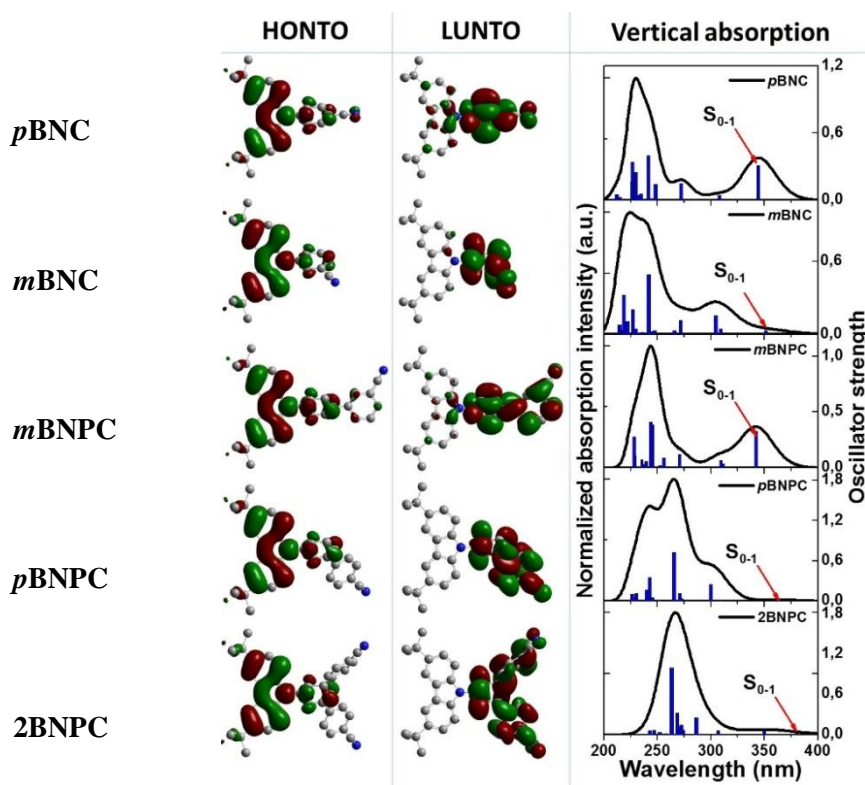 HONTO LUNTO Vertical absorption
pBNC
mBNC
mBNPC
pBNPC
2BNPC
Normalized absorption intensity (a.u.)
Oscillator strength
1,2
pBNC
S0-1
0,6
0,0
mBNC
0,6
S0-1
0,0
1,0
mBNPC
S0-1
0,5
0,0
1,8
pBNPC
1,2
S0-1
0,6
0,0
1,8
2BNPC
1,2
S0-1
0,6
0,0
200 250 300 350 400
Wavelength (nm)